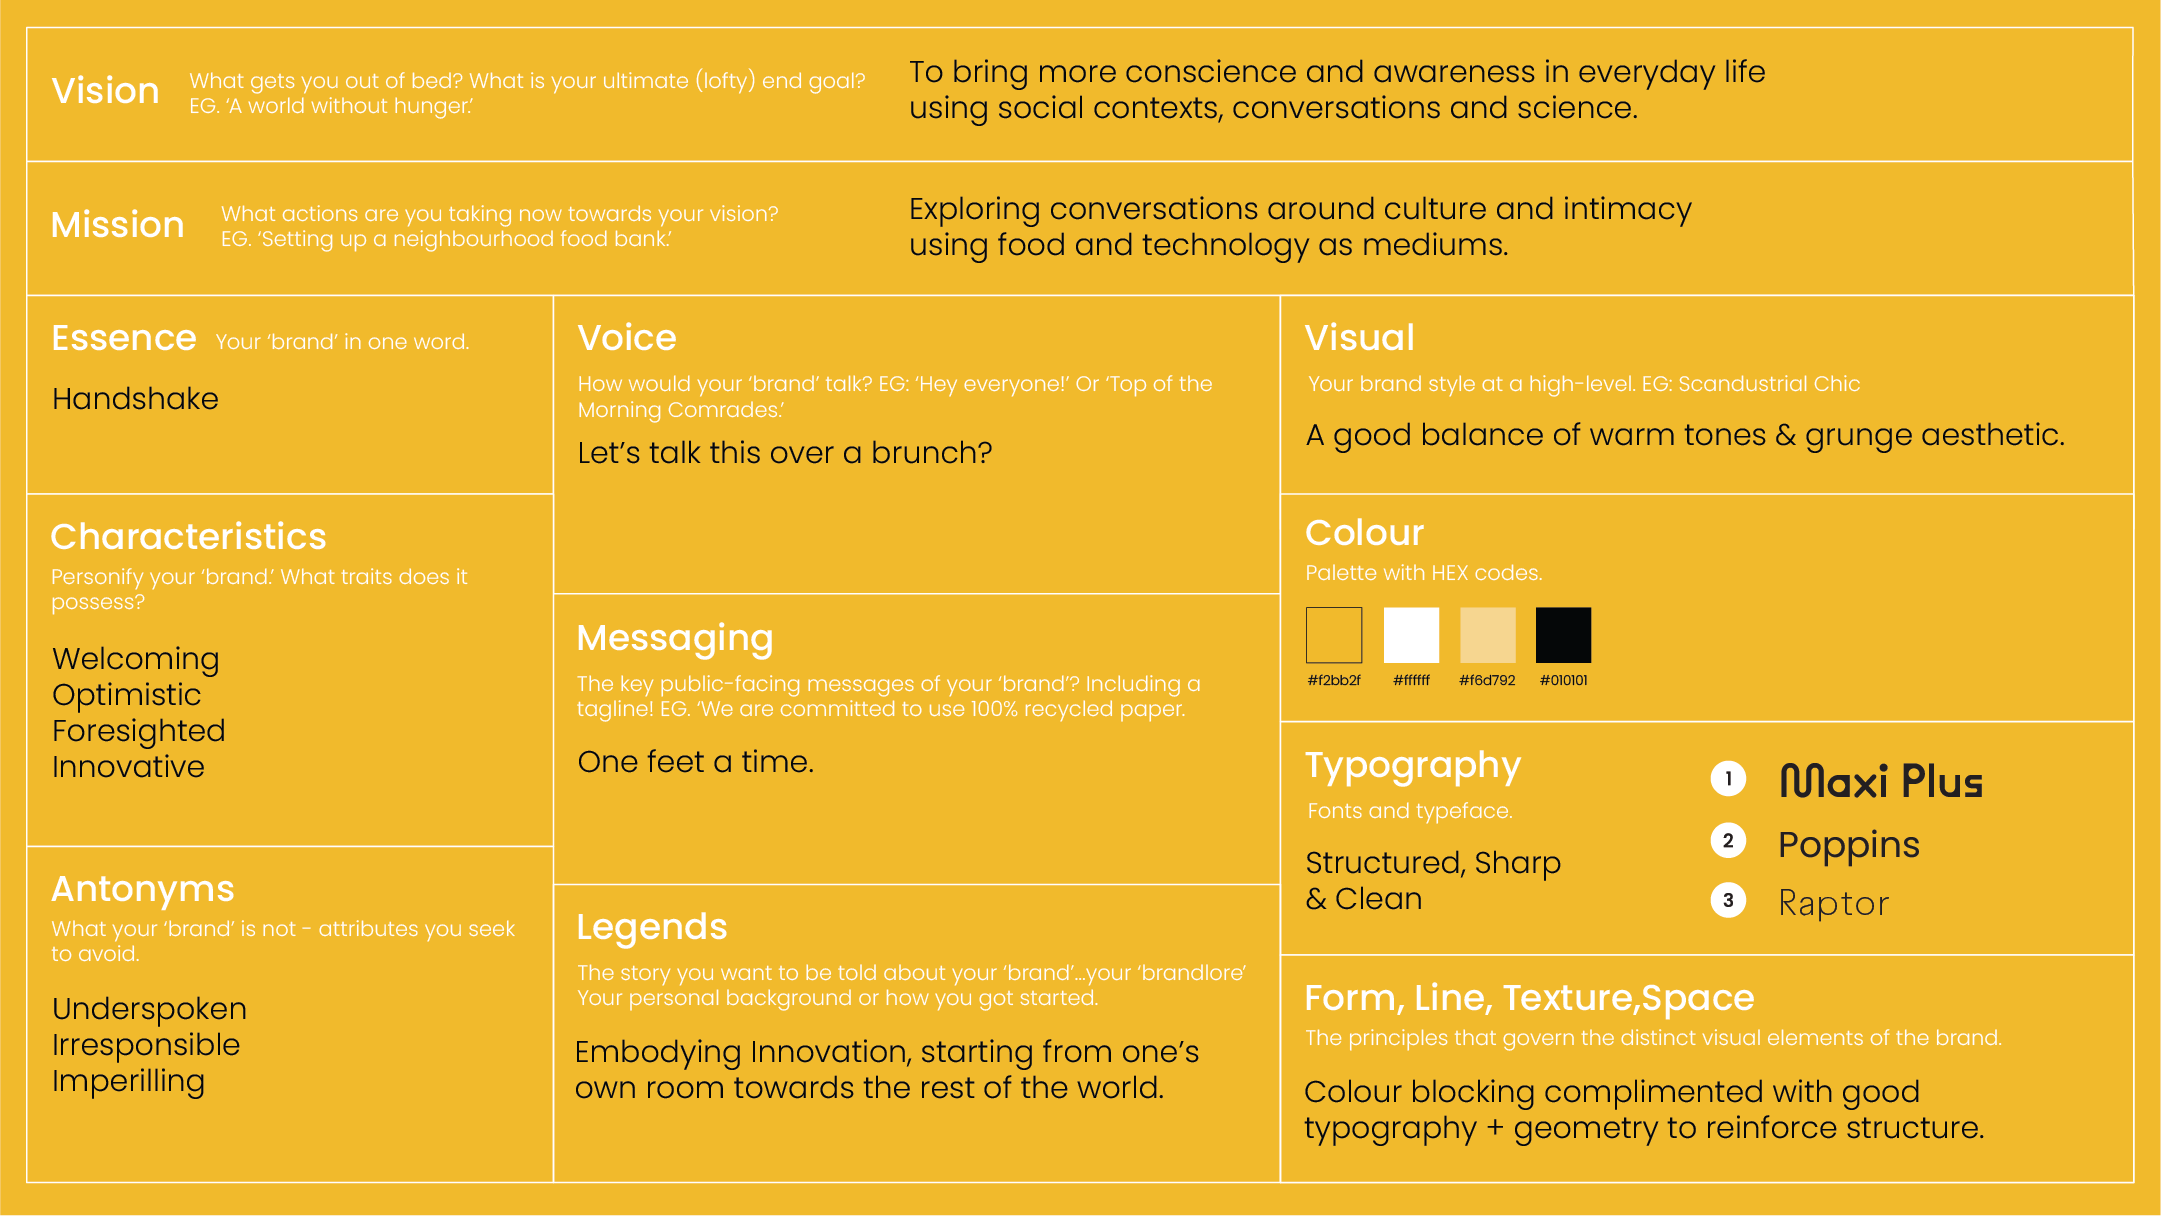 Vision
What gets you out of bed? What is your ultimate (lofty) end goal?
EG. ‘A world without hunger.’
To bring more conscience and awareness in everyday life
using social contexts, conversations and science.
Mission
What actions are you taking now towards your vision?
EG. ‘Setting up a neighbourhood food bank.’
Exploring conversations around culture and intimacy
using food and technology as mediums.
Essence Your ‘brand’ in one word.
Handshake
Characteristics
Personify your ‘brand.’ What traits does it
possess?
Welcoming
Optimistic
Foresighted
Innovative
Antonyms
What your ‘brand’ is not - attributes you seek
to avoid.
Underspoken
Irresponsible
Imperilling
Voice
How would your ‘brand’ talk? EG: ‘Hey everyone!’ Or ‘Top of the
Morning Comrades.’
Let’s talk this over a brunch?
Messaging
The key public-facing messages of your ‘brand’? Including a
tagline! EG. ‘We are committed to use 100% recycled paper.
One feet a time.
Legends
The story you want to be told about your ‘brand’...your ‘brandlore’
Your personal background or how you got started.
Embodying Innovation, starting from one’s
own room towards the rest of the world.
Visual
Your brand style at a high-level. EG: Scandustrial Chic
A good balance of warm tones & grunge aesthetic.
Colour
Palette with HEX codes.
#f2bb2f #ffffff #f6d792 #010101
Typography
Fonts and typeface.
Structured, Sharp
& Clean
1 Maxi Plus
2 Poppins
3 Raptor
Form, Line, Texture,Space
The principles that govern the distinct visual elements of the brand.
Colour blocking complimented with good
typography + geometry to reinforce structure.